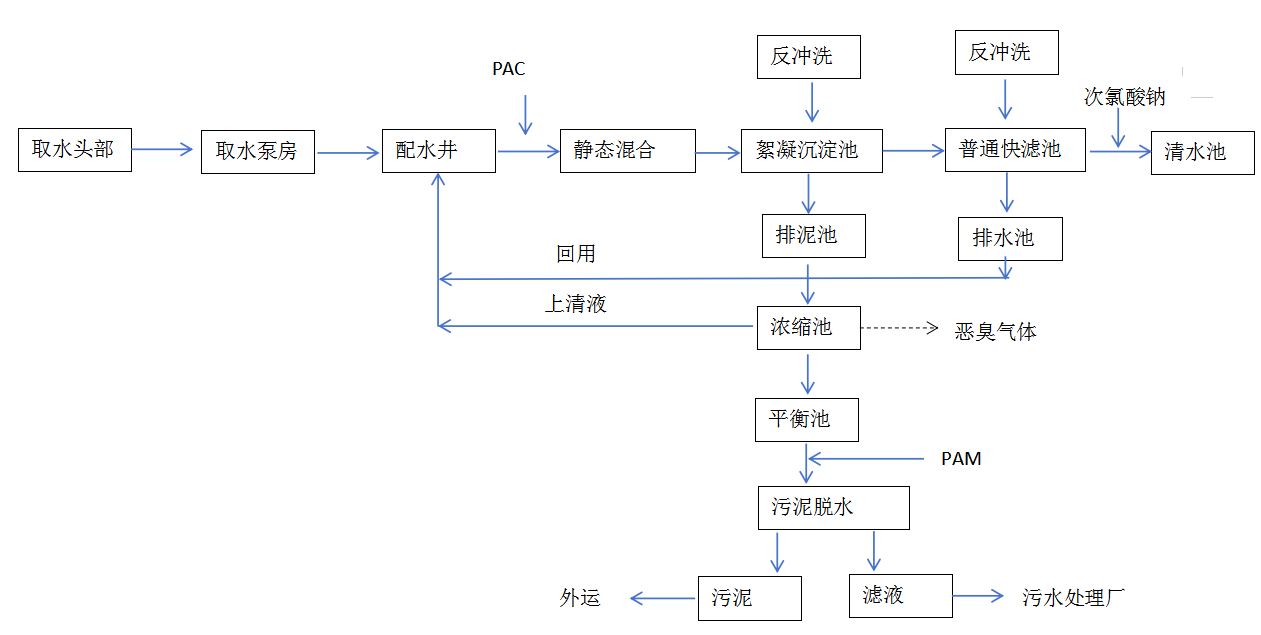 反冲洗
反冲洗
PAC
次氯酸钠
取水头部
取水泵房
配水井
静态混合
絮凝沉淀池
普通快滤池
清水池
排泥池
排水池
回用
上清液
浓缩池
恶臭气体
平衡池
PAM
污泥脱水
外运
污泥
滤液
污水处理厂